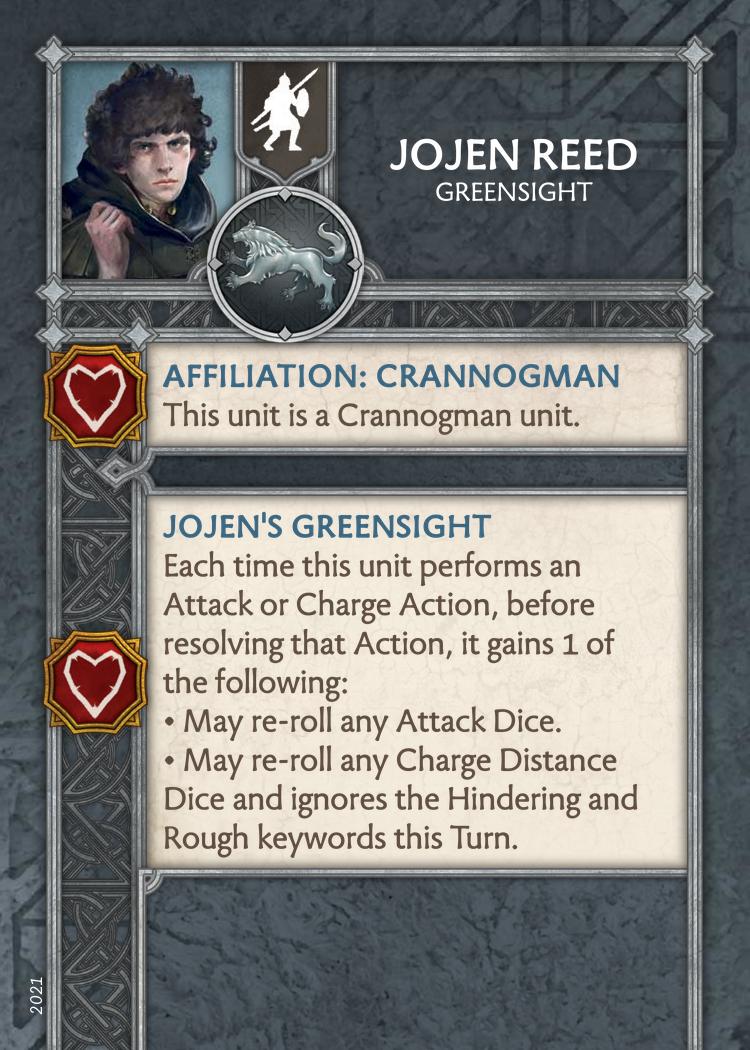 JOJEN REED
GREENSIGHT
AFFILIATION: CRANNOGMAN
This unit is a Crannogman unit.
JOJEN'S GREENSIGHT
Each time this unit performs an
Attack or Charge Action, before
resolving that Action, it gains 1 of
the following:
• May re-roll any Attack Dice.
• May re-roll any Charge Distance
Dice and ignores the Hindering and
Rough keywords this Turn.
2021